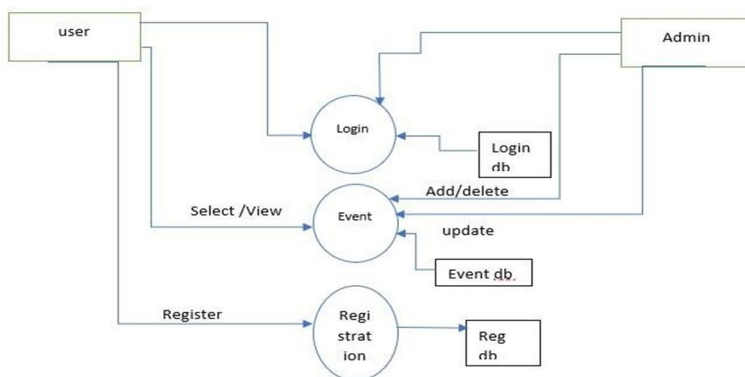 user
Admin
Login
Login
db
Add/delete
Select /View
Event
update
Event db
Register
Regi
strat
ion
Reg
db